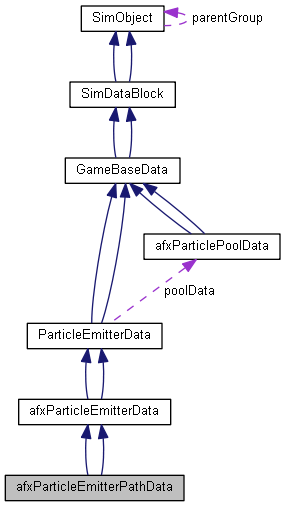 SimObject
parentGroup
SimDataBlock
GameBaseData
afxParticlePoolData
poolData
ParticleEmitterData
afxParticleEmitterData
afxParticleEmitterPathData